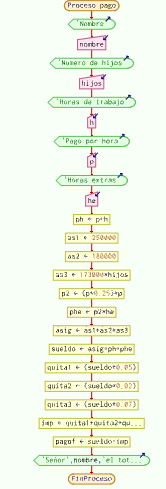 Proceso pago
'Nombre'
nombre
'Numero de hijos'
hijos
'Horas de trabajo'
h
'Pago por hora'
p
'Horas extras'
he
ph ← p*h
as1 ← 250000
as2 ← 180000
as3 ← 173000*hijos
p2 ← (p*0.25)+p
phe ← p2*he
asig ← as1+as2+as3
sueldo ← asig+ph+phe
quita1 ← (sueldo*0.05)
quita2 ← (sueldo*0.02)
quita3 ← (sueldo*0.07)
imp ← quita1+quita2+qu...
pagof ← sueldo-imp
'Señor',nombre,'el tot...
FinProceso